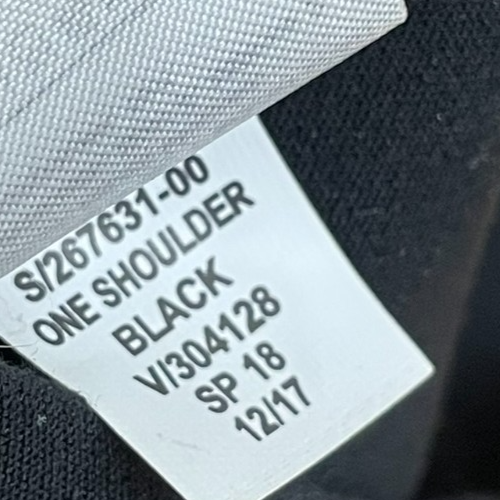 S/267631-00
ONE SHOULDER
BLACK
V/304128
SP 18
12/17